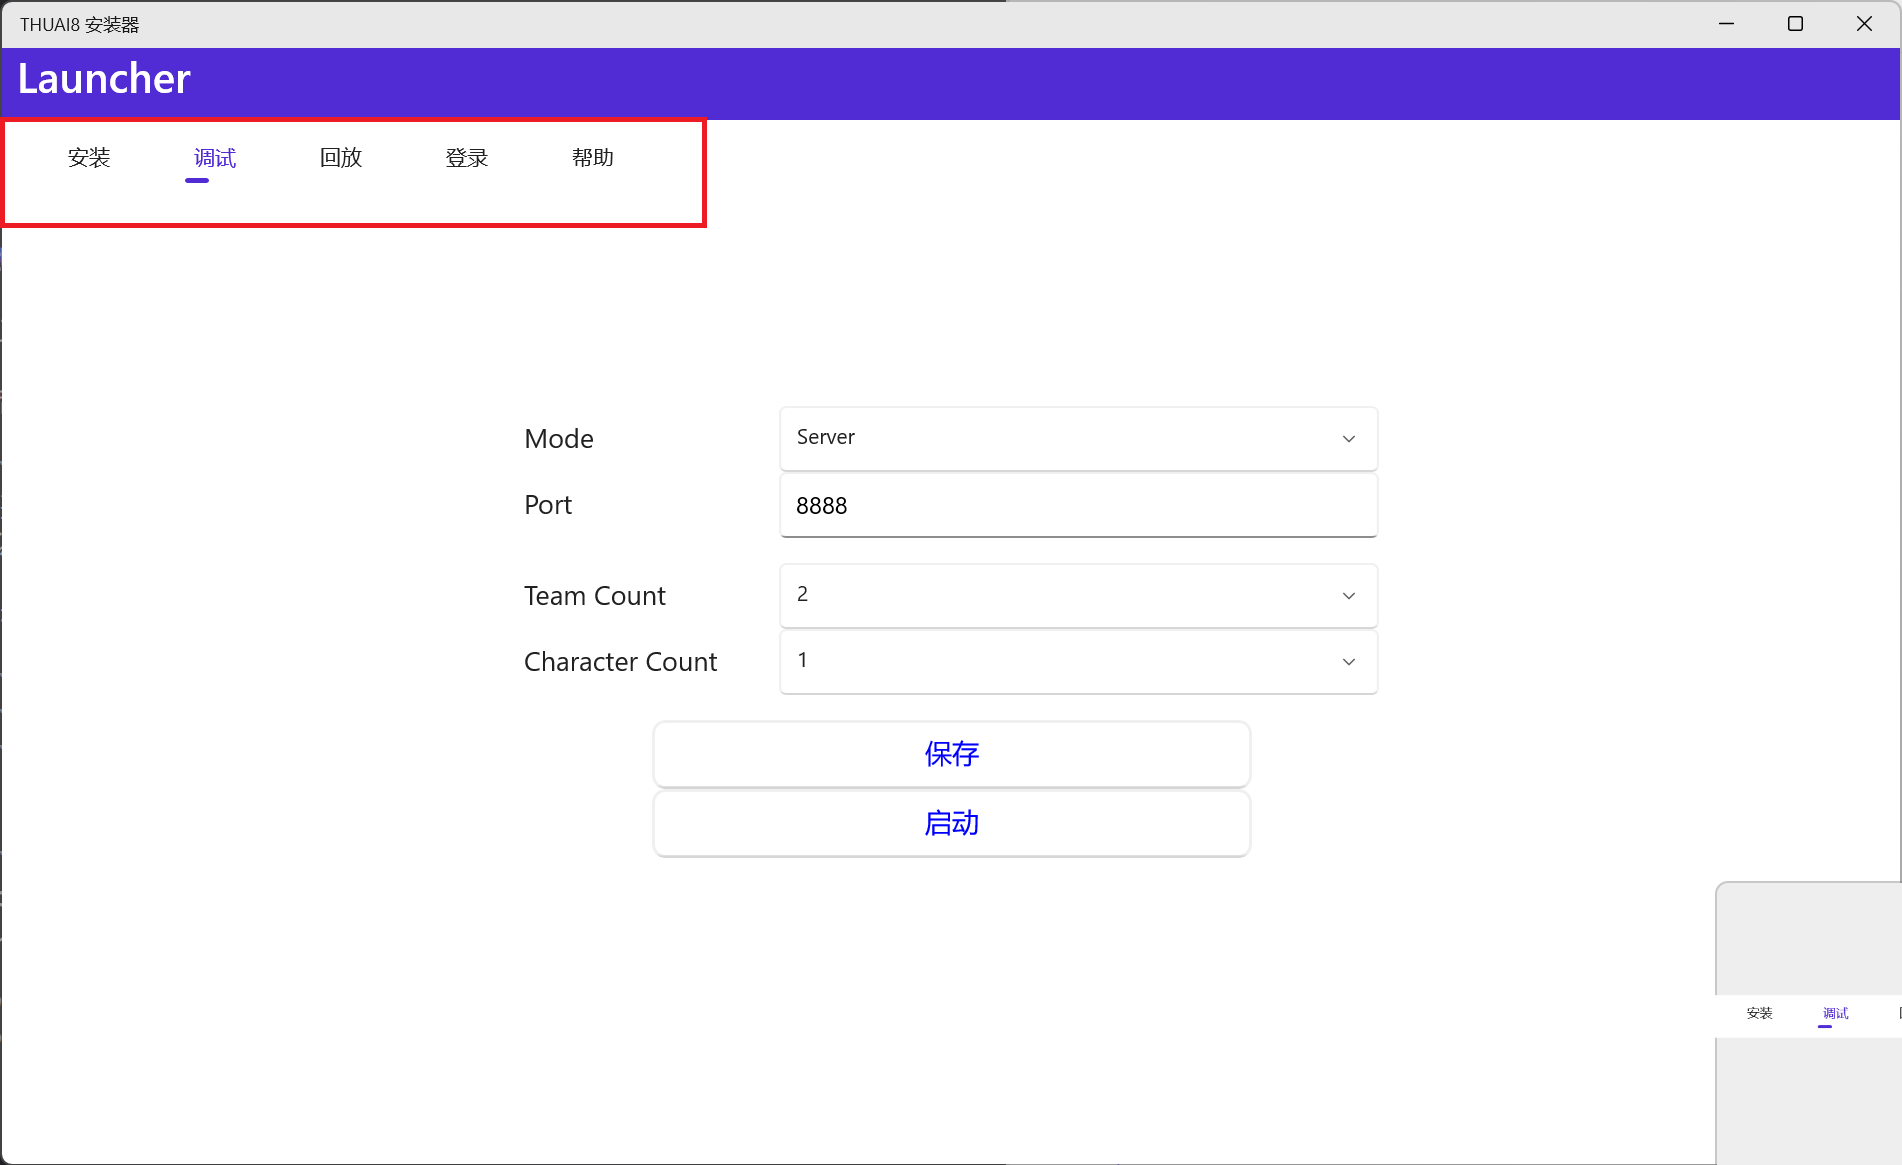 THUAI8 安装器
Launcher
安装 调试 回放 登录 帮助
Mode Server
Port 8888
Team Count 2
Character Count 1
保存
启动
安装 调试